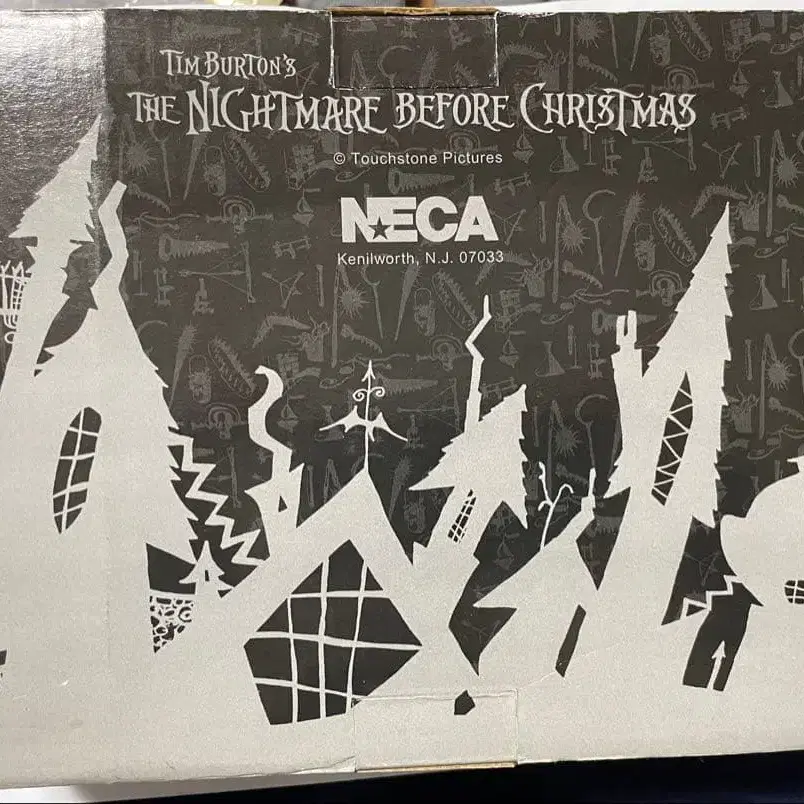 TIM BURTON'S
THE NIGHTMARE BEFORE CHRISTMAS
© Touchstone Pictures
NECA
Kenilworth, N.J. 07033